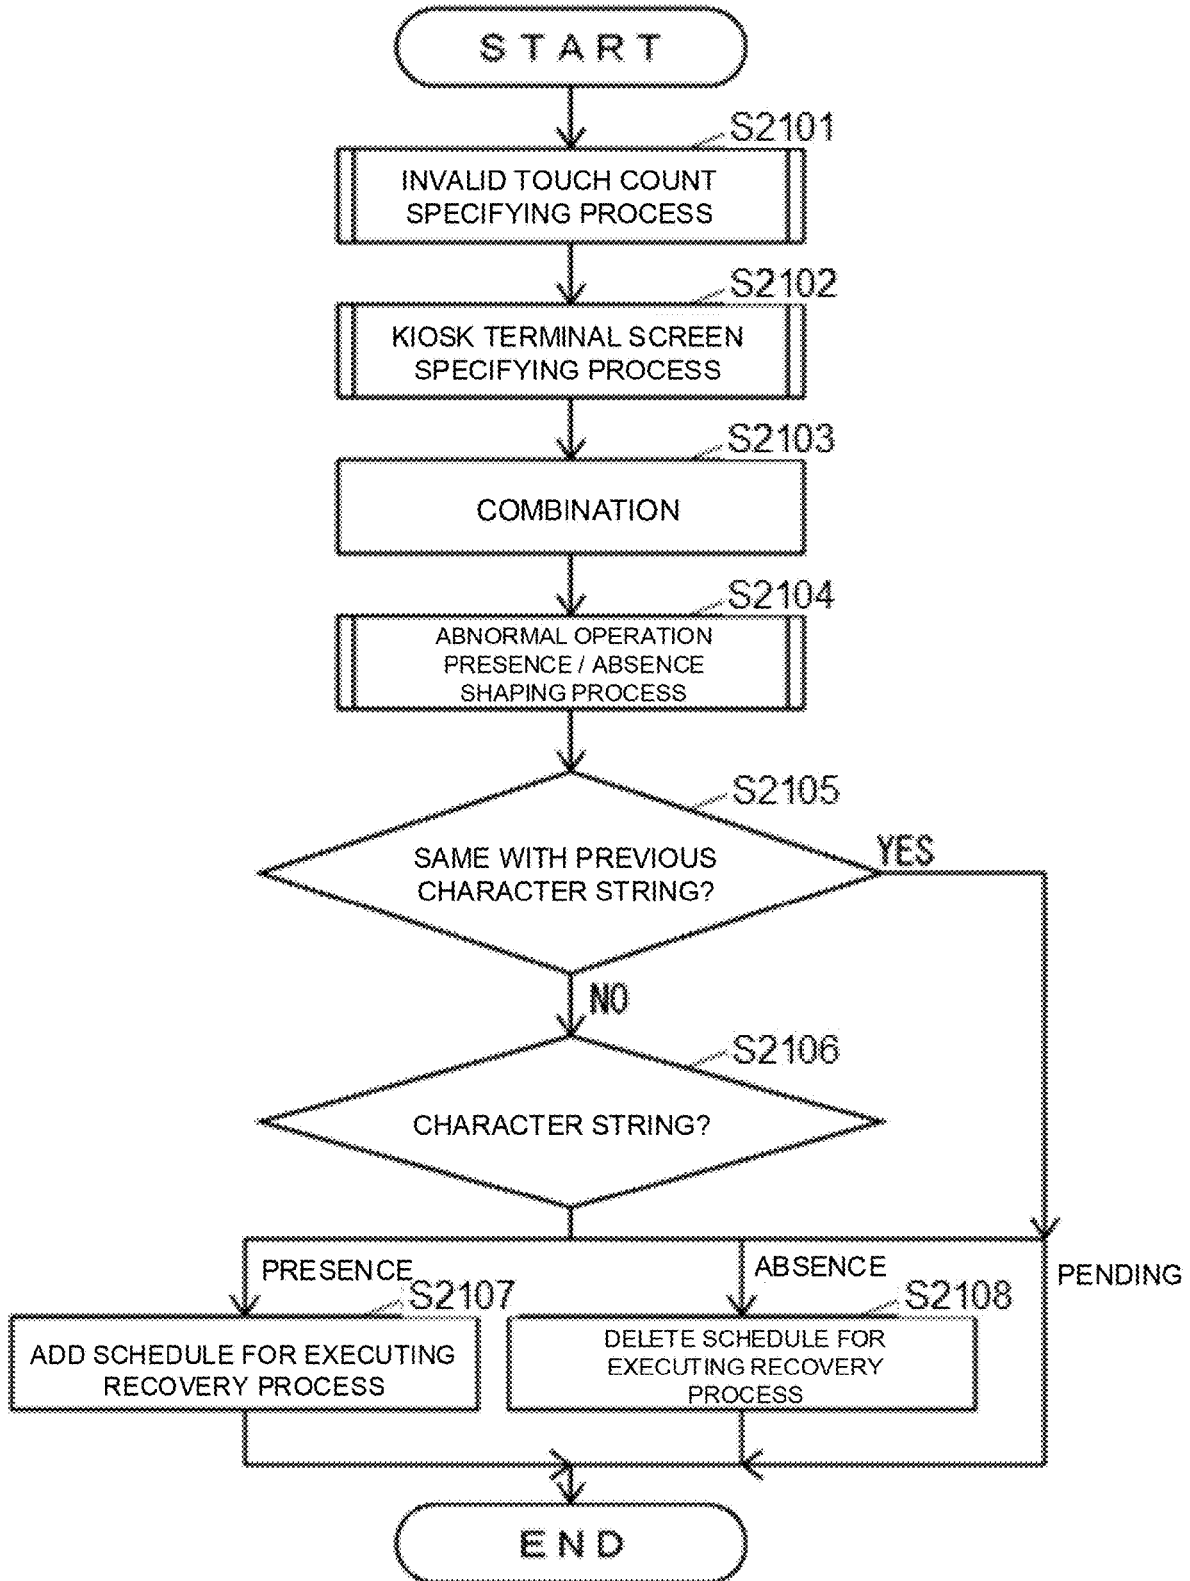 START
S2101
INVALID TOUCH COUNT
SPECIFYING PROCESS
S2102
KIOSK TERMINAL SCREEN
SPECIFYING PROCESS
S2103
COMBINATION
S2104
ABNORMAL OPERATION
PRESENCE / ABSENCE
SHAPING PROCESS
S2105
SAME WITH PREVIOUS
CHARACTER STRING?
YES
NO
S2106
CHARACTER STRING?
PRESENCE
ABSENCE
PENDING
S2107
ADD SCHEDULE FOR EXECUTING
RECOVERY PROCESS
S2108
DELETE SCHEDULE FOR
EXECUTING RECOVERY
PROCESS
END